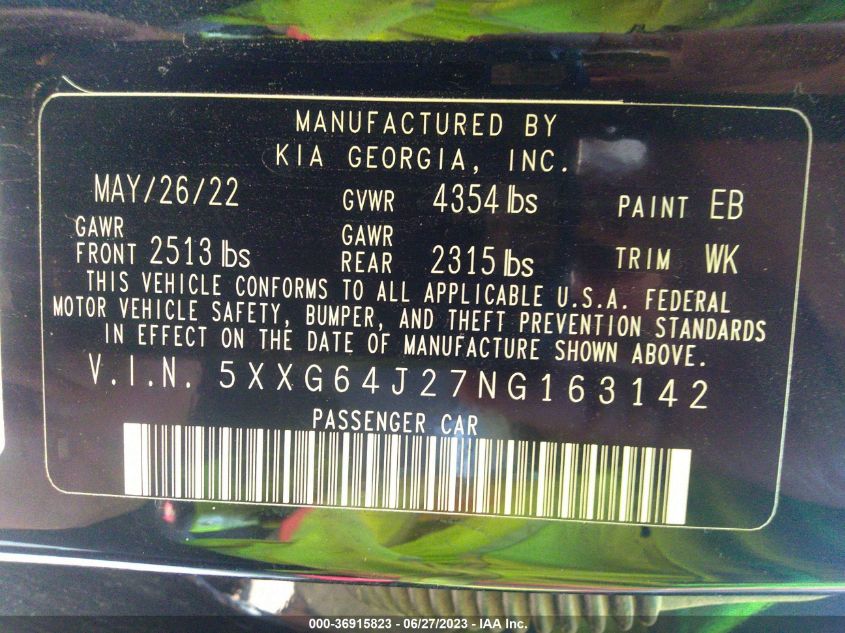 MANUFACTURED BY
KIA GEORGIA, INC.
MAY/26/22 GVWR 4354 lbs PAINT EB
GAWR FRONT 2513 lbs GAWR REAR 2315 lbs TRIM WK
THIS VEHICLE CONFORMS TO ALL APPLICABLE U.S.A. FEDERAL
MOTOR VEHICLE SAFETY, BUMPER, AND THEFT PREVENTION STANDARDS
IN EFFECT ON THE DATE OF MANUFACTURE SHOWN ABOVE.
V.I.N. 5XXG64J27NG163142
PASSENGER CAR
000-36915823 - 06/27/2023 - IAA Inc.